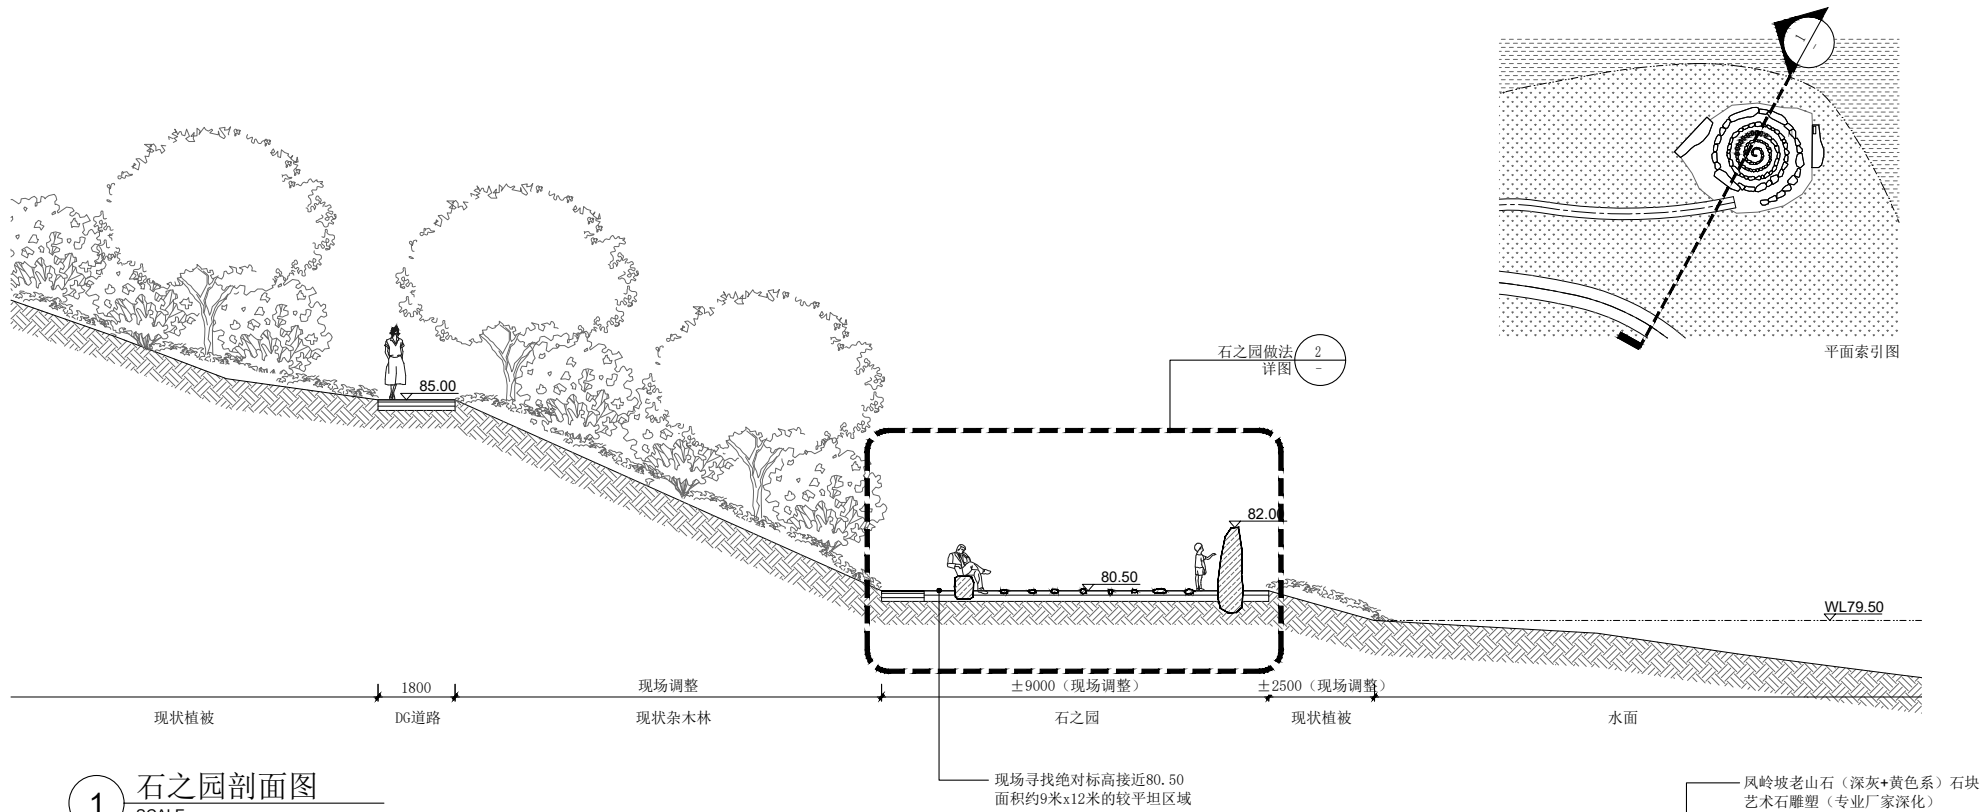 1
-
平面索引图
石之园做法
详图
2
-
85.00
82.00
80.50
WL79.50
1800
现场调整
±9000（现场调整）
±2500（现场调整）
现状植被
DG道路
现状杂木林
石之园
现状植被
水面
现场寻找绝对标高接近80.50
面积约9米x12米的较平坦区域
凤岭坡老山石（深灰+黄色系）石块
艺术石雕塑（专业厂家深化）
1
石之园剖面图
SCALE